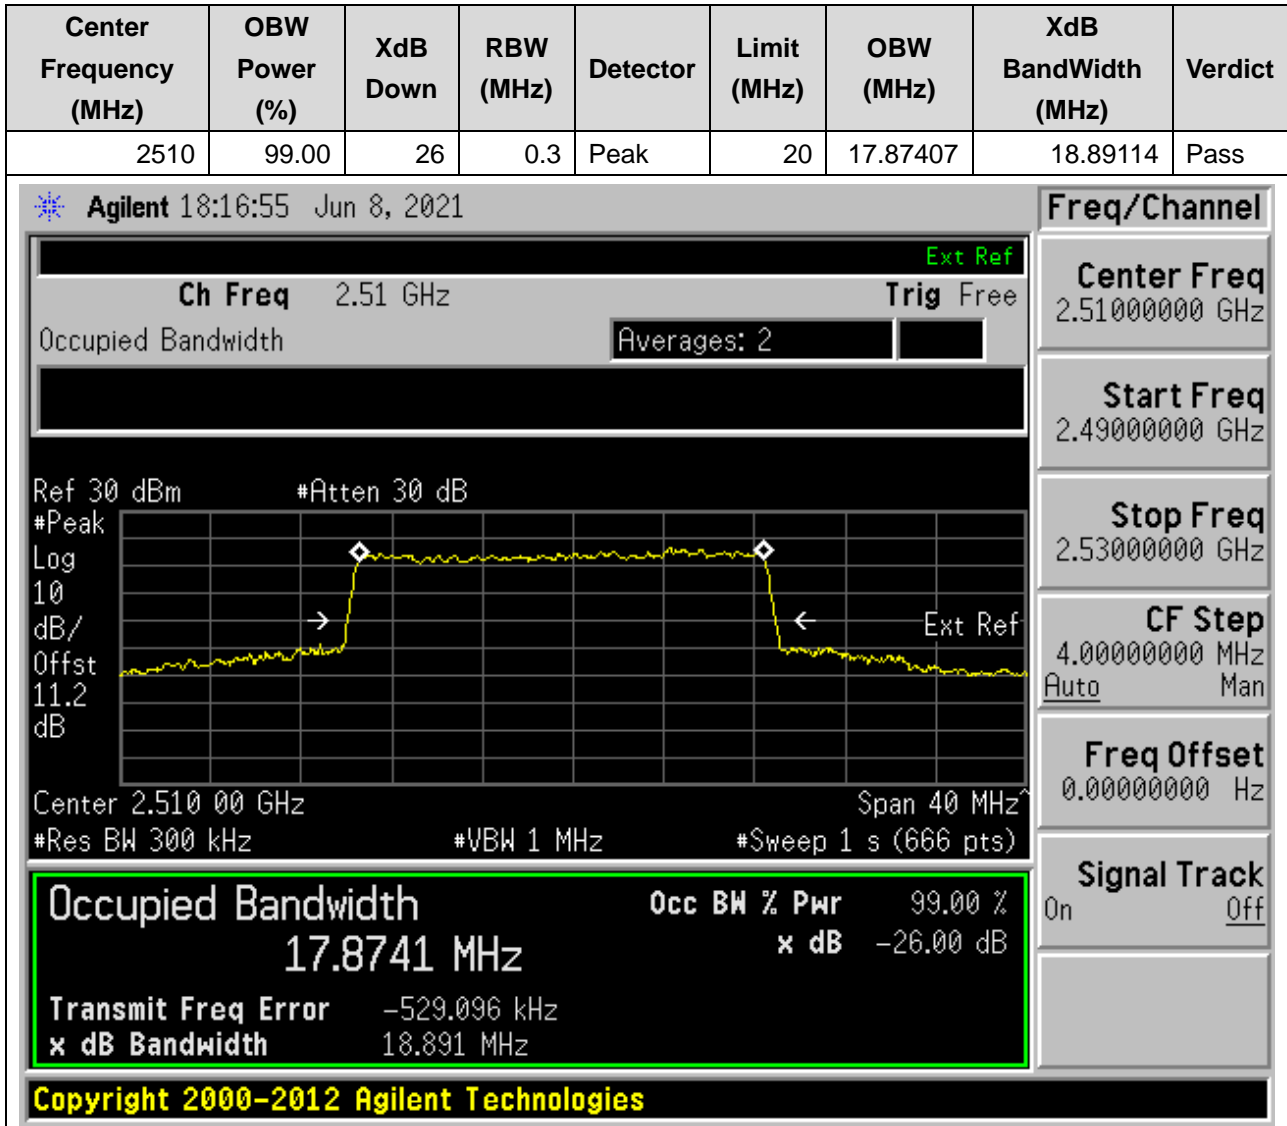 Center Frequency (MHz) OBW Power (%) XdB Down RBW (MHz) Detector Limit (MHz) OBW (MHz) XdB BandWidth (MHz) Verdict
2510 99.00 26 0.3 Peak 20 17.87407 18.89114 Pass
Agilent 18:16:55 Jun 8, 2021
Freq/Channel
Ext Ref
Ch Freq 2.51 GHz Trig Free
Occupied Bandwidth Averages: 2
Center Freq
2.51000000 GHz
Start Freq
2.49000000 GHz
Stop Freq
2.53000000 GHz
CF Step
4.00000000 MHz
Auto Man
Freq Offset
0.00000000 Hz
Signal Track
On Off
Ref 30 dBm #Atten 30 dB
#Peak
Log
10
dB/
Offst
11.2
dB
Ext Ref
Center 2.510 00 GHz Span 40 MHz^
#Res BW 300 kHz #VBW 1 MHz #Sweep 1 s (666 pts)
Occupied Bandwidth Occ BW % Pwr 99.00 %
17.8741 MHz x dB -26.00 dB
Transmit Freq Error -529.096 kHz
x dB Bandwidth 18.891 MHz
Copyright 2000-2012 Agilent Technologies